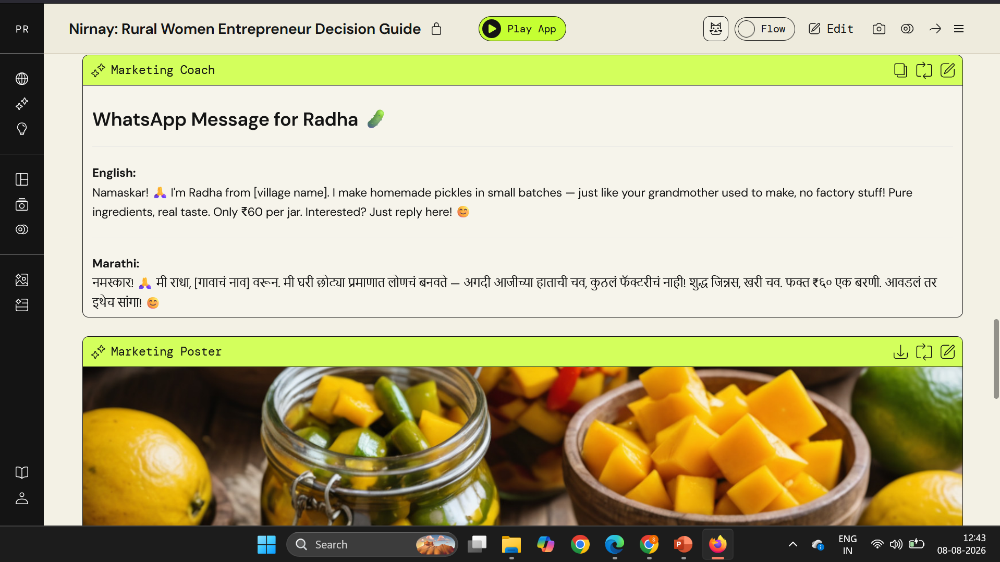 PR
Nirnay: Rural Women Entrepreneur Decision Guide
Play App
Flow
Edit
Marketing Coach
WhatsApp Message for Radha 🥒
English:
Namaskar! 🙏 I'm Radha from [village name]. I make homemade pickles in small batches — just like your grandmother used to make, no factory stuff! Pure
ingredients, real taste. Only ₹60 per jar. Interested? Just reply here! 😊
Marathi:
नमस्कार! 🙏 मी राधा, [गावाचं नाव] वरून. मी घरी छोट्या प्रमाणात लोणचं बनवते — अगदी आजीच्या हाताची चव, कुठलं फॅक्टरीचं नाही! शुद्ध जिन्नस, खरी चव. फक्त ₹६० एक बरणी. आवडलं तर
इथेच सांगा! 😊
Marketing Poster
Search
ENG
IN
12:43
08-08-2026